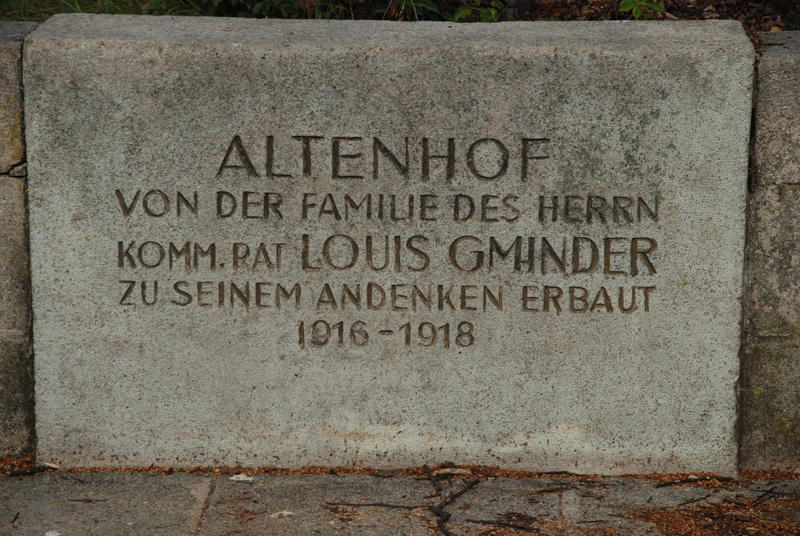 ALTENHOF
VON DER FAMILIE DES HERRN
KOMM. RAT LOUIS GMINDER
ZU SEINEM ANDENKEN ERBAUT
1916-1918